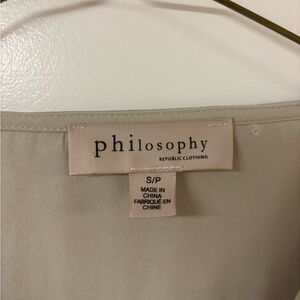 philosophy
REPUBLIC CLOTHING
S/P
MADE IN
CHINA
FABRIQUÉ EN
CHINE